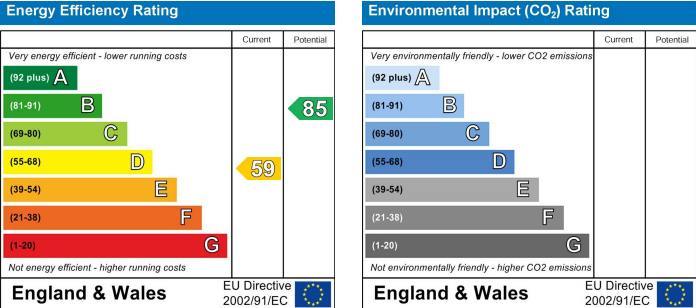 Energy Efficiency Rating
Current Potential
Very energy efficient - lower running costs
(92 plus) A
(81-91) B
85
(69-80) C
(55-68) D
59
(39-54) E
(21-38) F
(1-20) G
Not energy efficient - higher running costs
England & Wales
EU Directive
2002/91/EC
Environmental Impact (CO₂) Rating
Current Potential
Very environmentally friendly - lower CO2 emissions
(92 plus) A
(81-91) B
(69-80) C
(55-68) D
(39-54) E
(21-38) F
(1-20) G
Not environmentally friendly - higher CO2 emissions
England & Wales
EU Directive
2002/91/EC